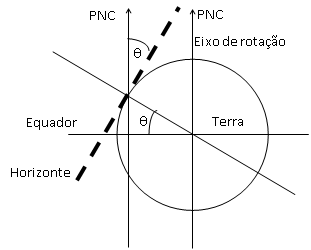 PNC
PNC
Eixo de rotação
θ
Equador
θ
Terra
Horizonte